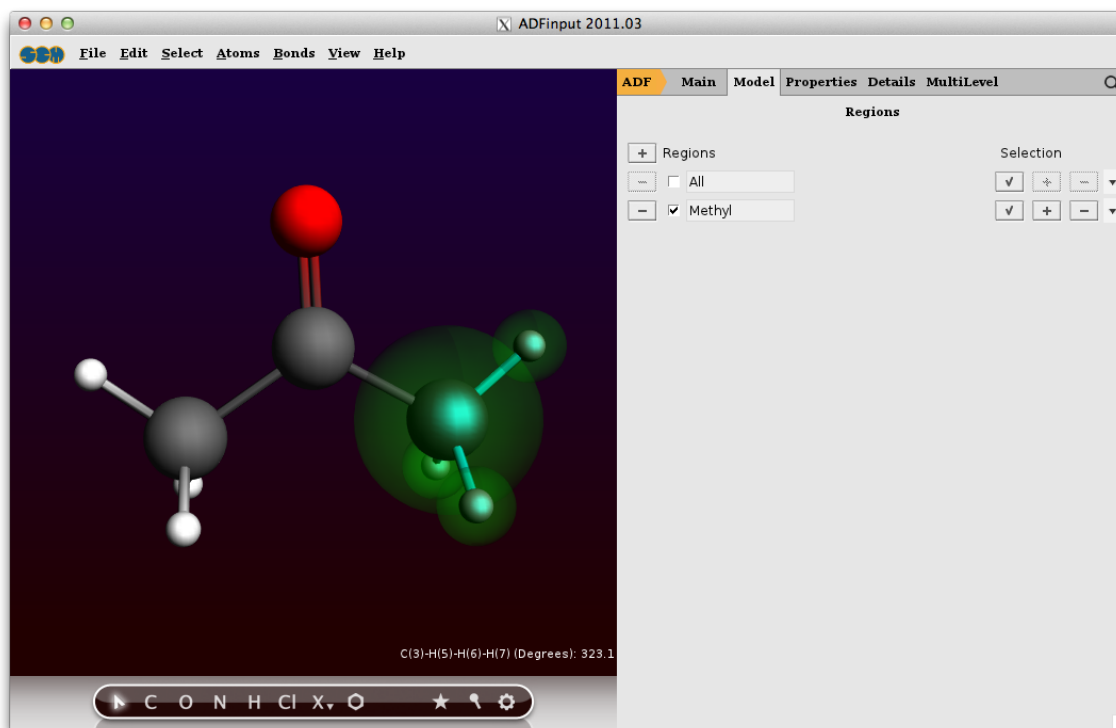 ADFinput 2011.03
SCM File Edit Select Atoms Bonds View Help
ADF Main Model Properties Details MultiLevel
Regions
+ Regions Selection
All
Methyl
C(3)-H(5)-H(6)-H(7) (Degrees): 323.1
C O N H Cl X